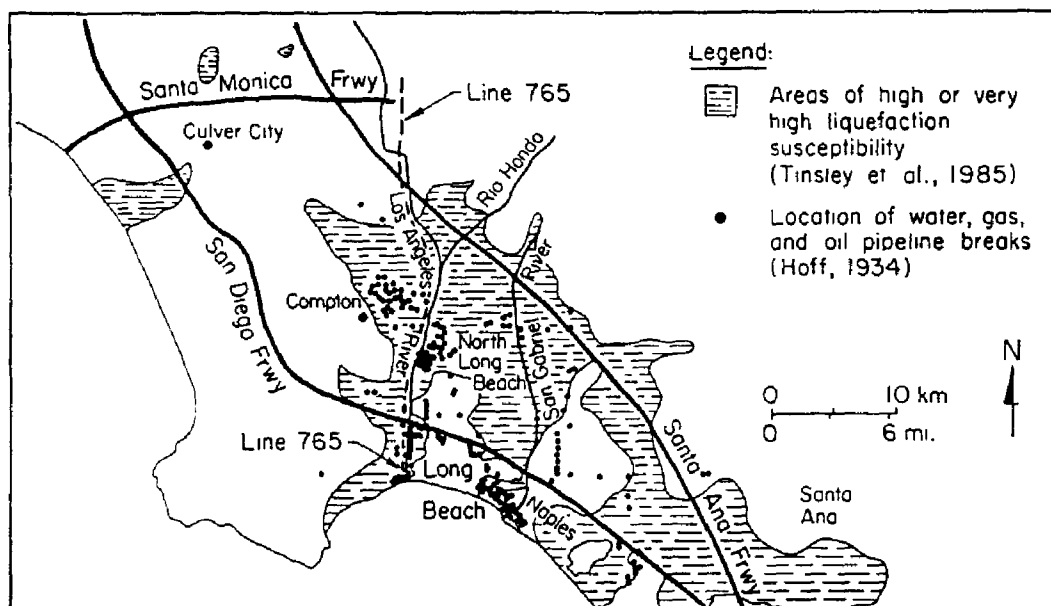 Santa Monica Frwy
Culver City
Line 765
Rio Hondo
Los Angeles River
San Diego Frwy
Compton
North
Long
Beach
San Gabriel River
Line 765
Long
Beach
Naples
Santa Ana Frwy
Santa
Ana
Legend:
Areas of high or very
high liquefaction
susceptibility
(Tinsley et al., 1985)
Location of water, gas,
and oil pipeline breaks
(Hoff, 1934)
N
0 10 km
0 6 mi.